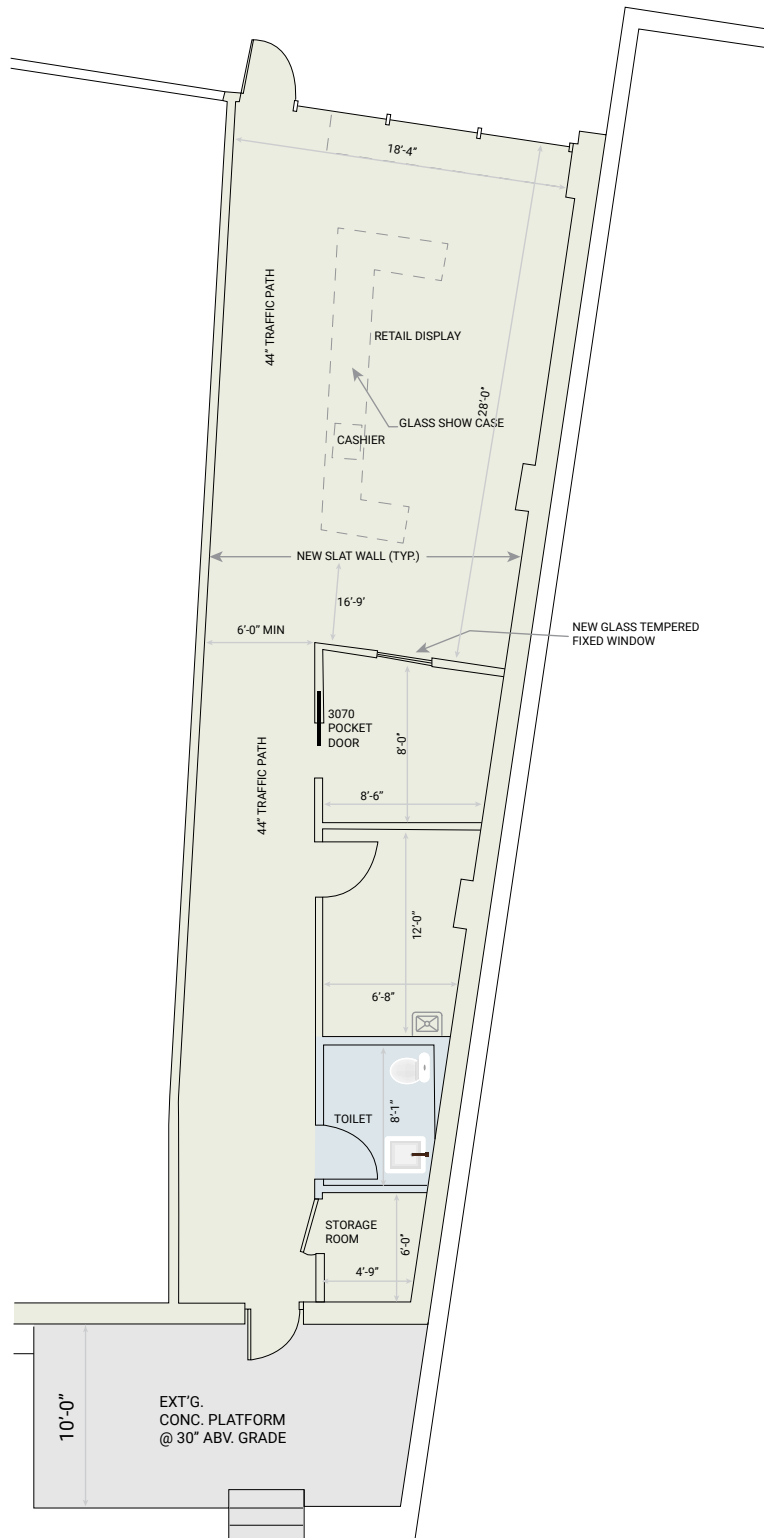 18'-4"
44" TRAFFIC PATH
RETAIL DISPLAY
28'-0"
GLASS SHOW CASE
CASHIER
NEW SLAT WALL (TYP.)
16'-9'
6'-0" MIN
NEW GLASS TEMPERED
FIXED WINDOW
3070
POCKET
DOOR
8'-0"
44" TRAFFIC PATH
8'-6"
12'-0"
6'-8"
TOILET
8'-1"
STORAGE
ROOM
6'-0"
4'-9"
10'-0"
EXT'G.
CONC. PLATFORM
@ 30" ABV. GRADE